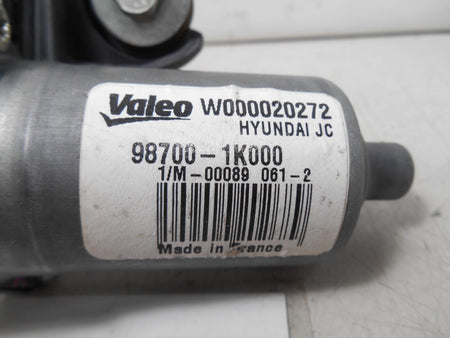 Valeo W000020272
HYUNDAI JC
98700-1K000
1/M-00089 061-2
Made in France